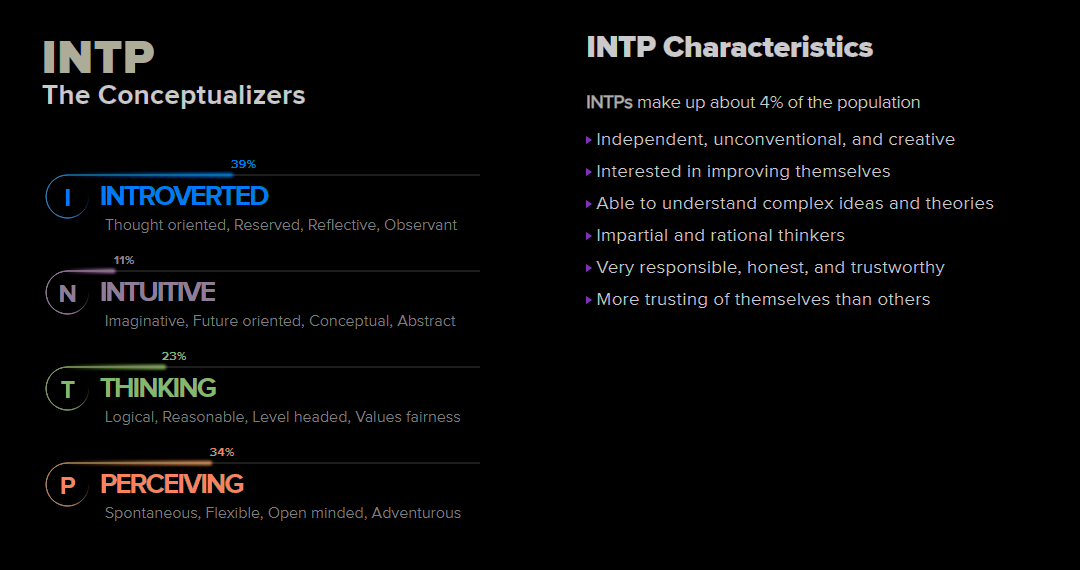 INTP
The Conceptualizers
39%
I INTROVERTED
Thought oriented, Reserved, Reflective, Observant
11%
N INTUITIVE
Imaginative, Future oriented, Conceptual, Abstract
23%
T THINKING
Logical, Reasonable, Level headed, Values fairness
34%
P PERCEIVING
Spontaneous, Flexible, Open minded, Adventurous
INTP Characteristics
INTPs make up about 4% of the population
Independent, unconventional, and creative
Interested in improving themselves
Able to understand complex ideas and theories
Impartial and rational thinkers
Very responsible, honest, and trustworthy
More trusting of themselves than others